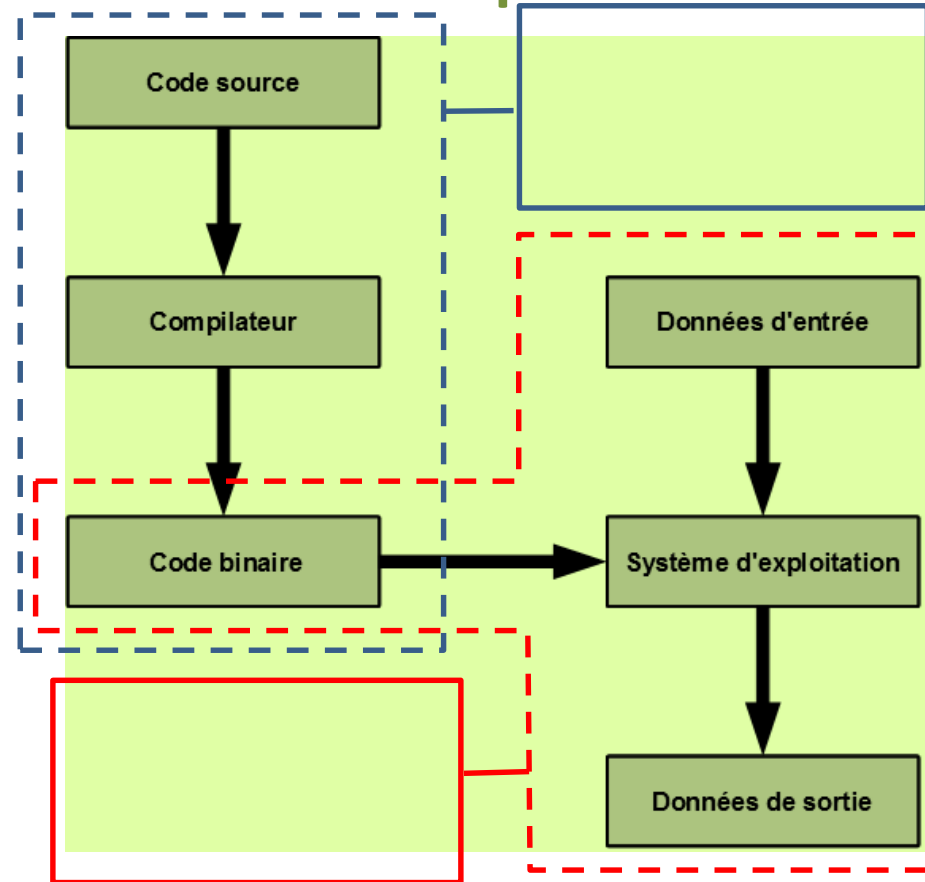 Code source
Compilateur
Données d'entrée
Code binaire
Système d'exploitation
Données de sortie